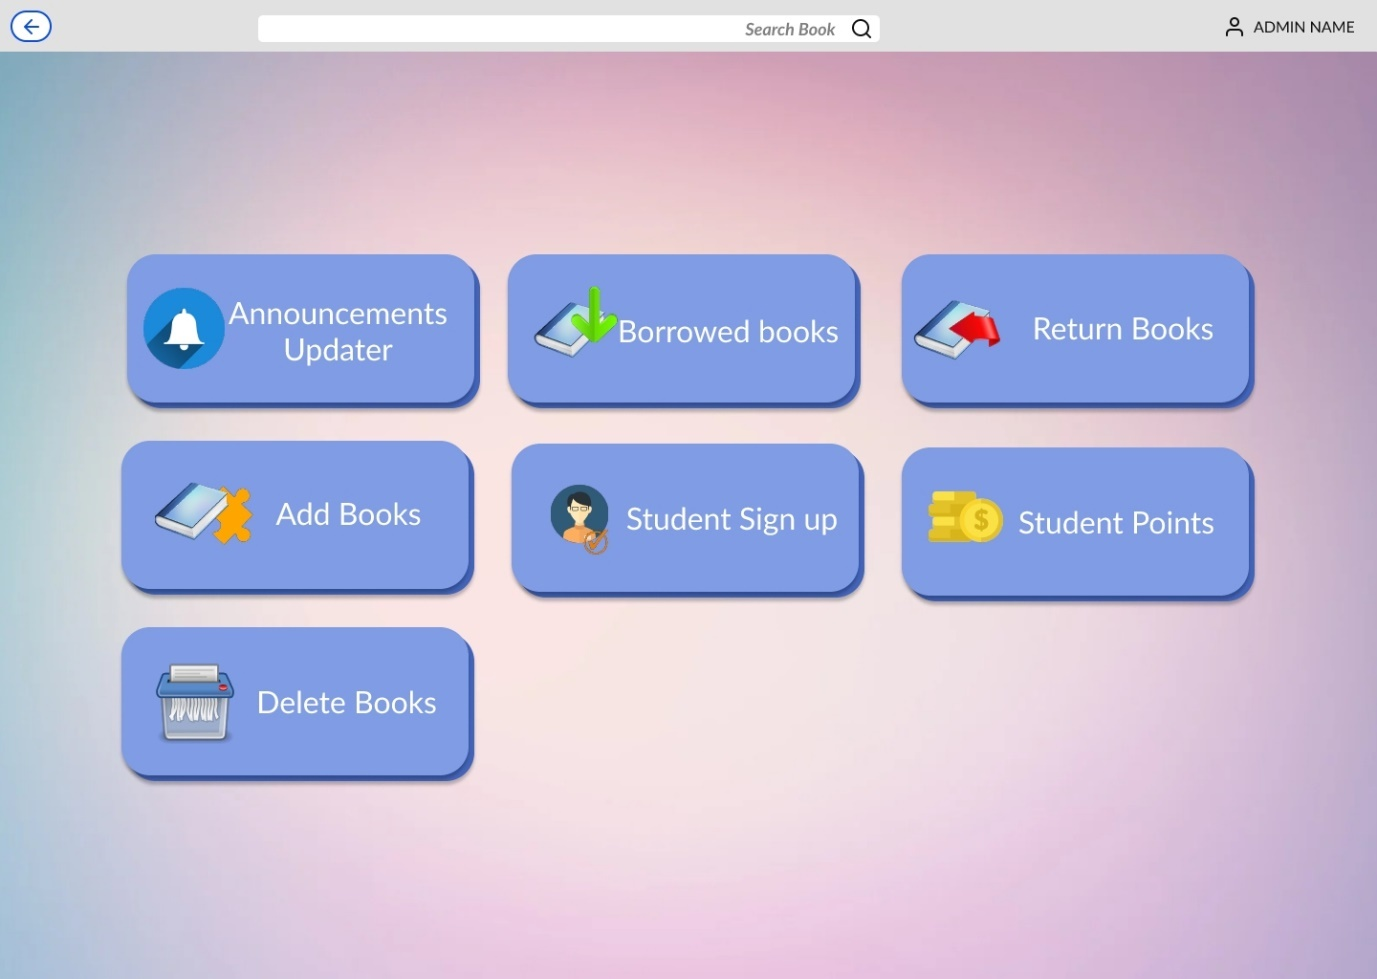 Search Book
ADMIN NAME
Announcements
Updater
Borrowed books
Return Books
Add Books
Student Sign up
$
Student Points
Delete Books